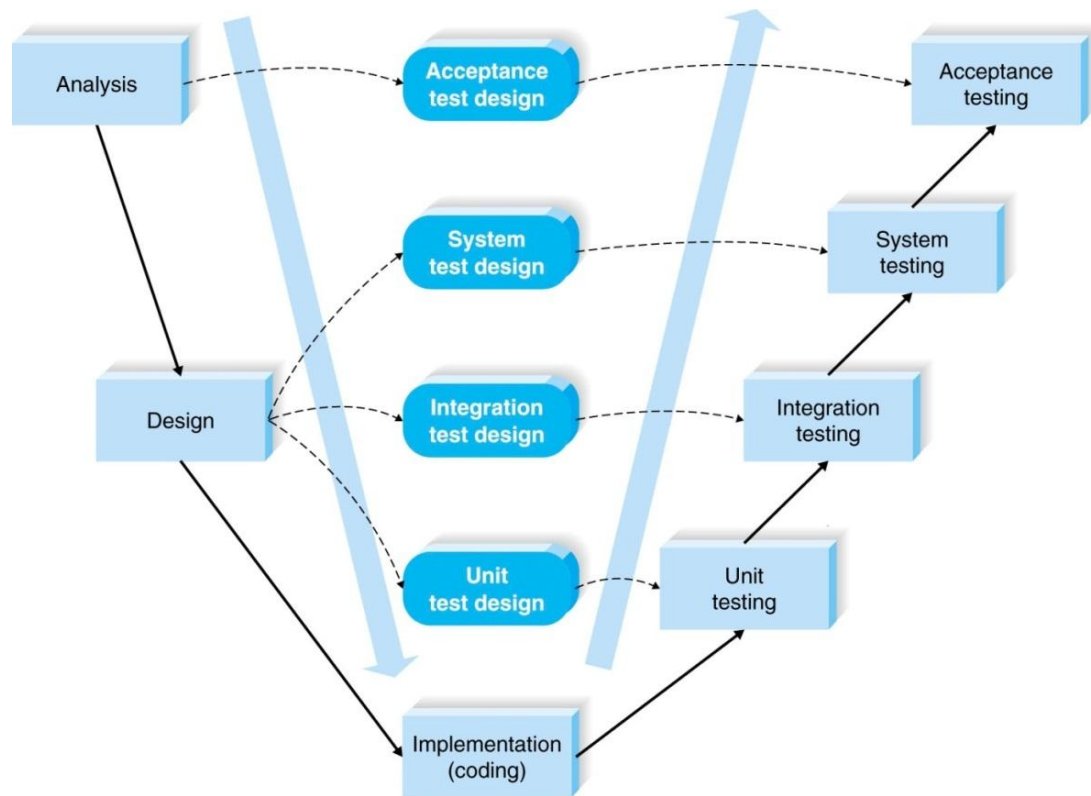 Analysis
Acceptance
test design
Acceptance
testing
System
test design
System
testing
Design
Integration
test design
Integration
testing
Unit
test design
Unit
testing
Implementation
(coding)